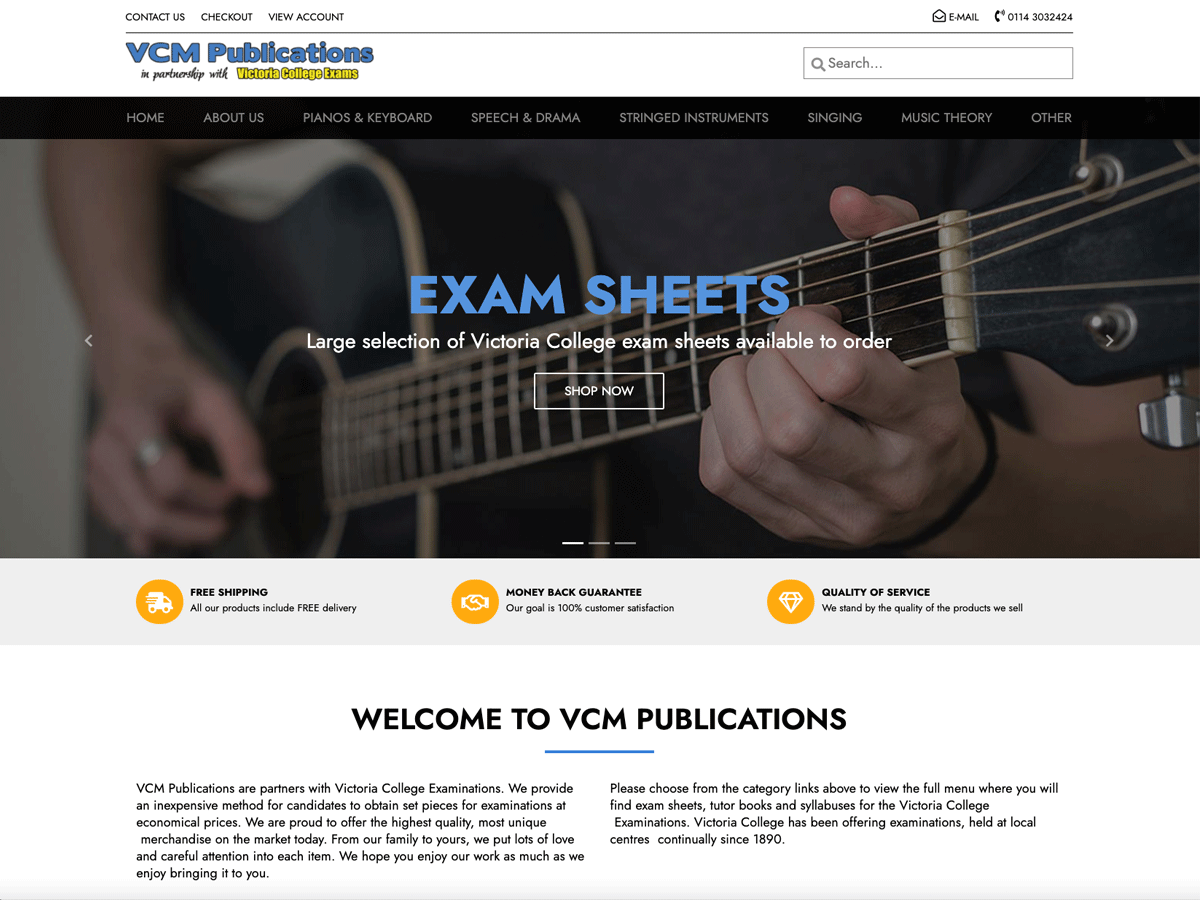 CONTACT US CHECKOUT VIEW ACCOUNT E-MAIL 0114 3032424
VCM Publications
in partnership with Victoria College Exams
Search...
HOME ABOUT US PIANOS & KEYBOARD SPEECH & DRAMA STRINGED INSTRUMENTS SINGING MUSIC THEORY OTHER
EXAM SHEETS
Large selection of Victoria College exam sheets available to order
SHOP NOW
FREE SHIPPING
All our products include FREE delivery
MONEY BACK GUARANTEE
Our goal is 100% customer satisfaction
QUALITY OF SERVICE
We stand by the quality of the products we sell
WELCOME TO VCM PUBLICATIONS
VCM Publications are partners with Victoria College Examinations. We provide
an inexpensive method for candidates to obtain set pieces for examinations at
economical prices. We are proud to offer the highest quality, most unique
merchandise on the market today. From our family to yours, we put lots of love
and careful attention into each item. We hope you enjoy our work as much as we
enjoy bringing it to you.
Please choose from the category links above to view the full menu where you will
find exam sheets, tutor books and syllabuses for the Victoria College
Examinations. Victoria College has been offering examinations, held at local
centres continually since 1890.